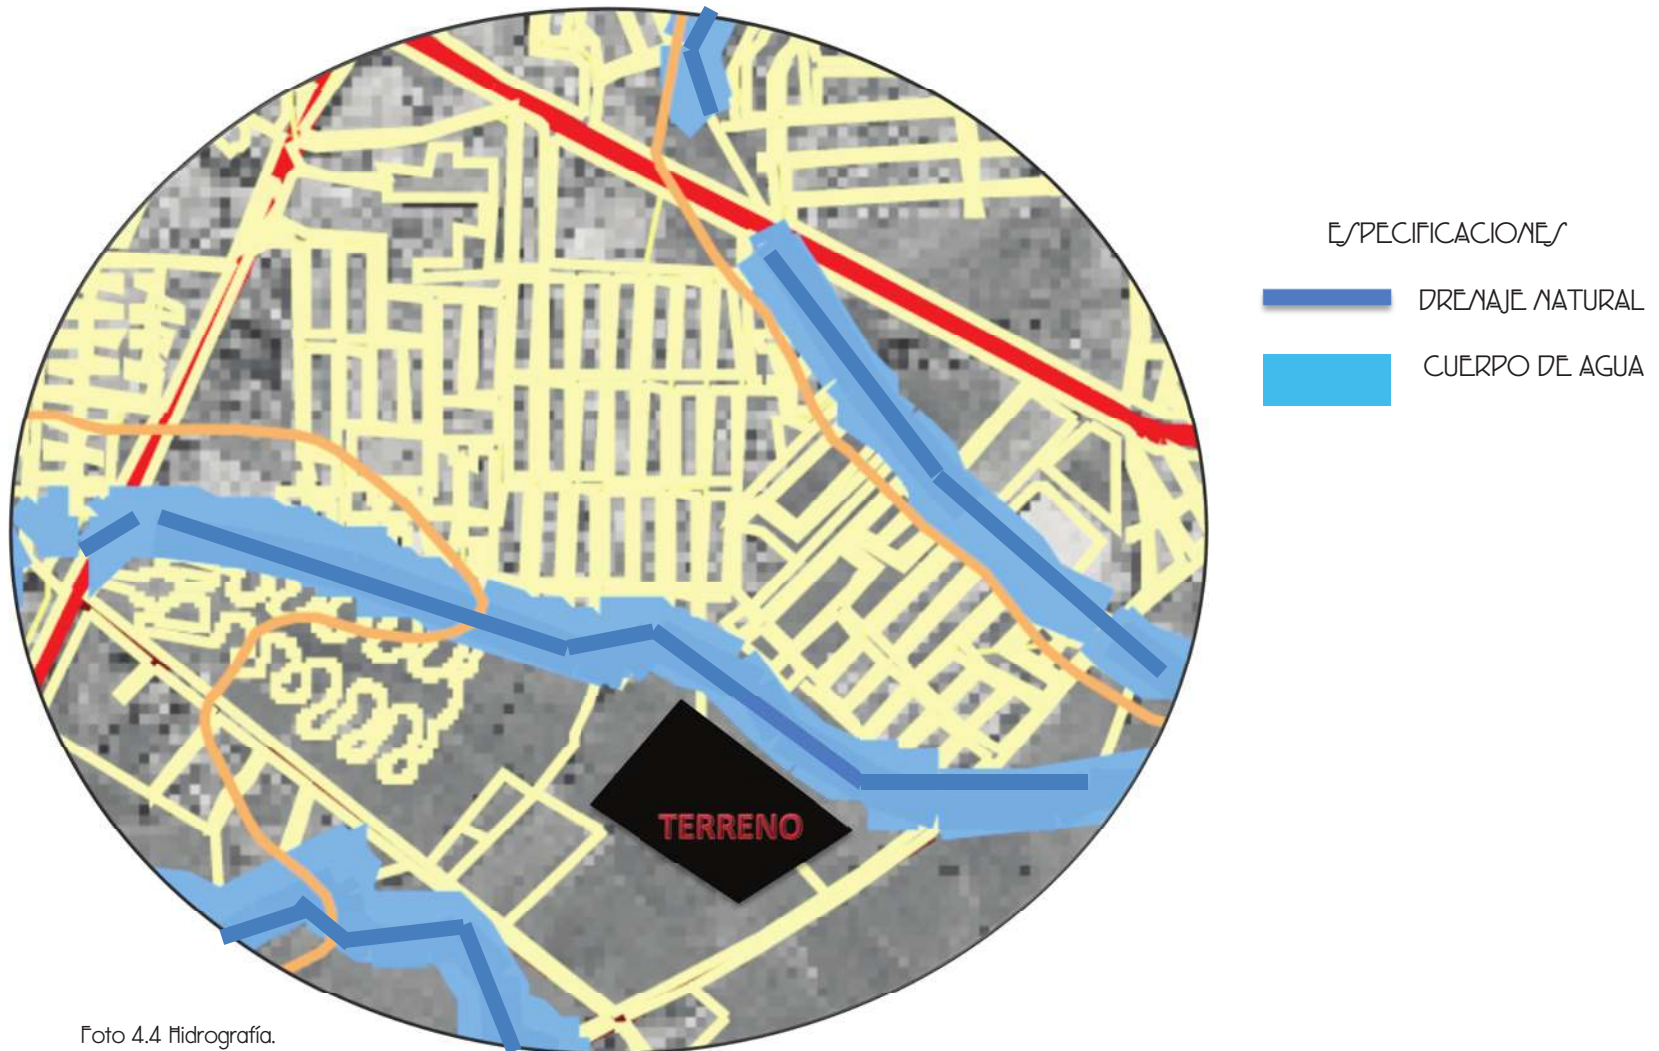 ESPECIFICACIONES
DRENAJE NATURAL
CUERPO DE AGUA
TERRENO
Foto 4.4 Hidrografía.